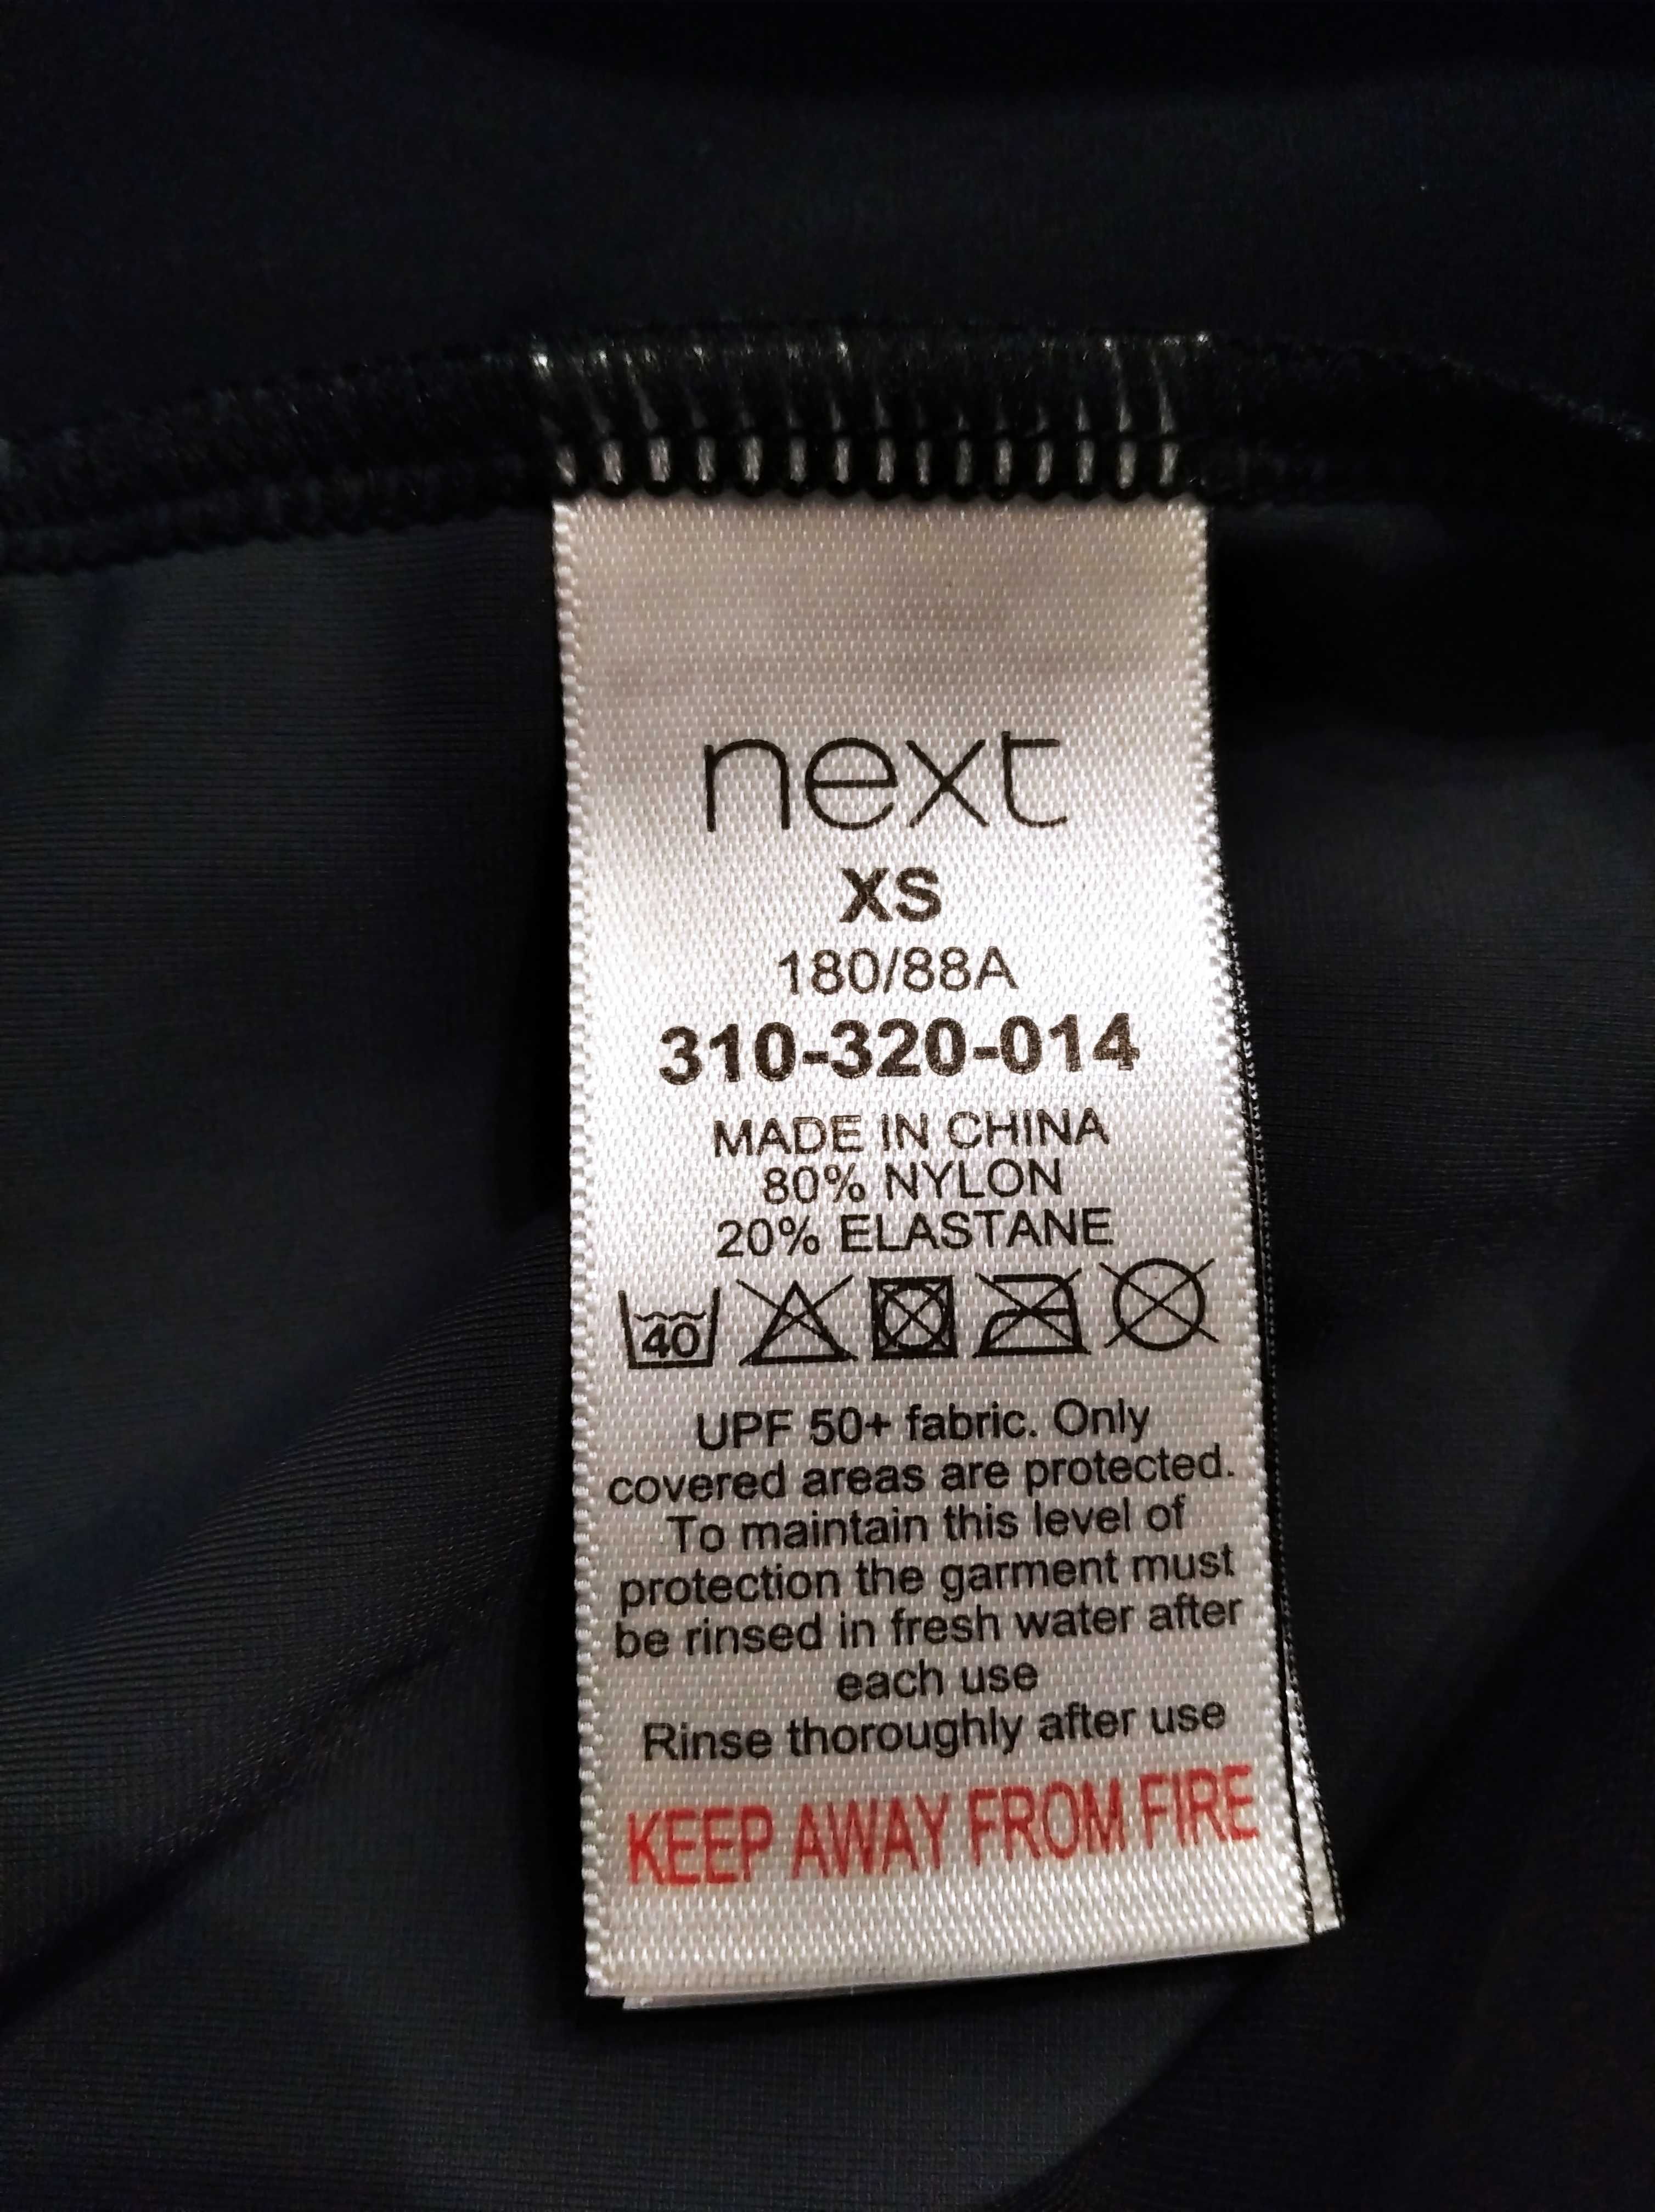 next
XS
180/88A
310-320-014
MADE IN CHINA
80% NYLON
20% ELASTANE
40
UPF 50+ fabric. Only
covered areas are protected.
To maintain this level of
protection the garment must
be rinsed in fresh water after
each use
Rinse thoroughly after use
KEEP AWAY FROM FIRE